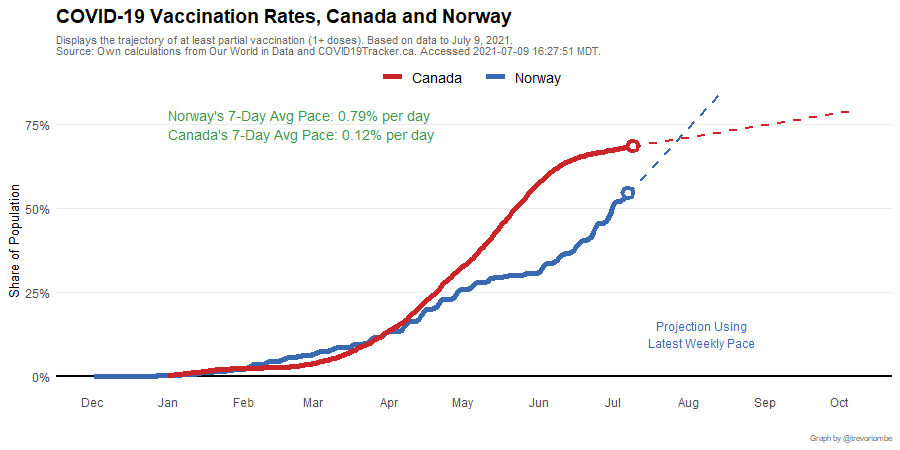 COVID-19 Vaccination Rates, Canada and Norway
Displays the trajectory of at least partial vaccination (1+ doses). Based on data to July 9, 2021.
Source: Own calculations from Our World in Data and COVID19Tracker.ca. Accessed 2021-07-09 16:27:51 MDT.
Canada Norway
Norway's 7-Day Avg Pace: 0.79% per day
Canada's 7-Day Avg Pace: 0.12% per day
75%
50%
25%
0%
Share of Population
Projection Using
Latest Weekly Pace
Dec Jan Feb Mar Apr May Jun Jul Aug Sep Oct
Graph by @trevortombe